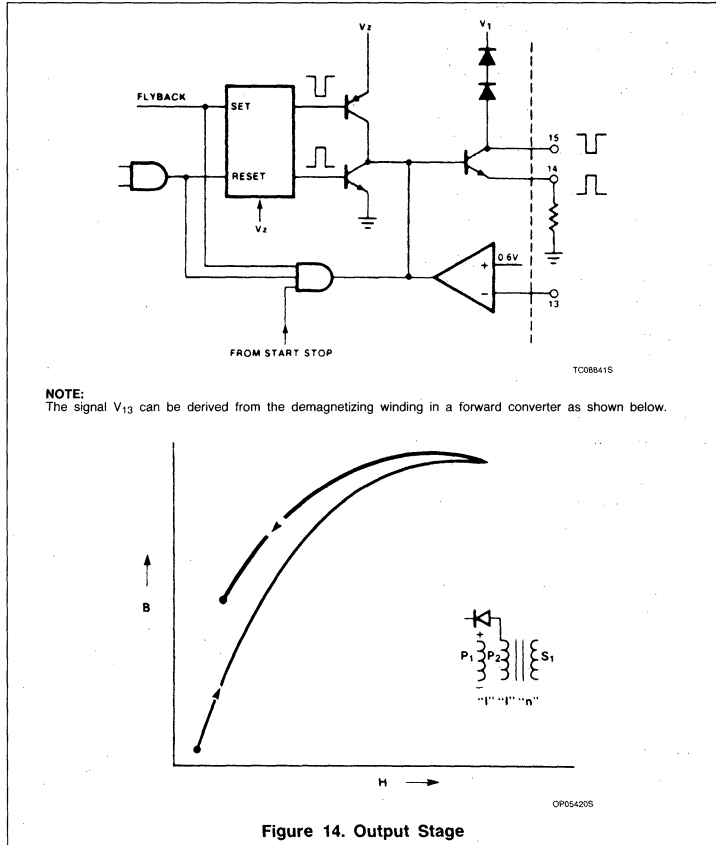 Vz
V1
FLYBACK
SET
RESET
Vz
15
14
0 6V
+
−
13
FROM START STOP
TC08841S
NOTE:
The signal V13 can be derived from the demagnetizing winding in a forward converter as shown below.
B
P1 P2 S1
+
−
"I" "I" "n"
H
OP05420S
Figure 14. Output Stage